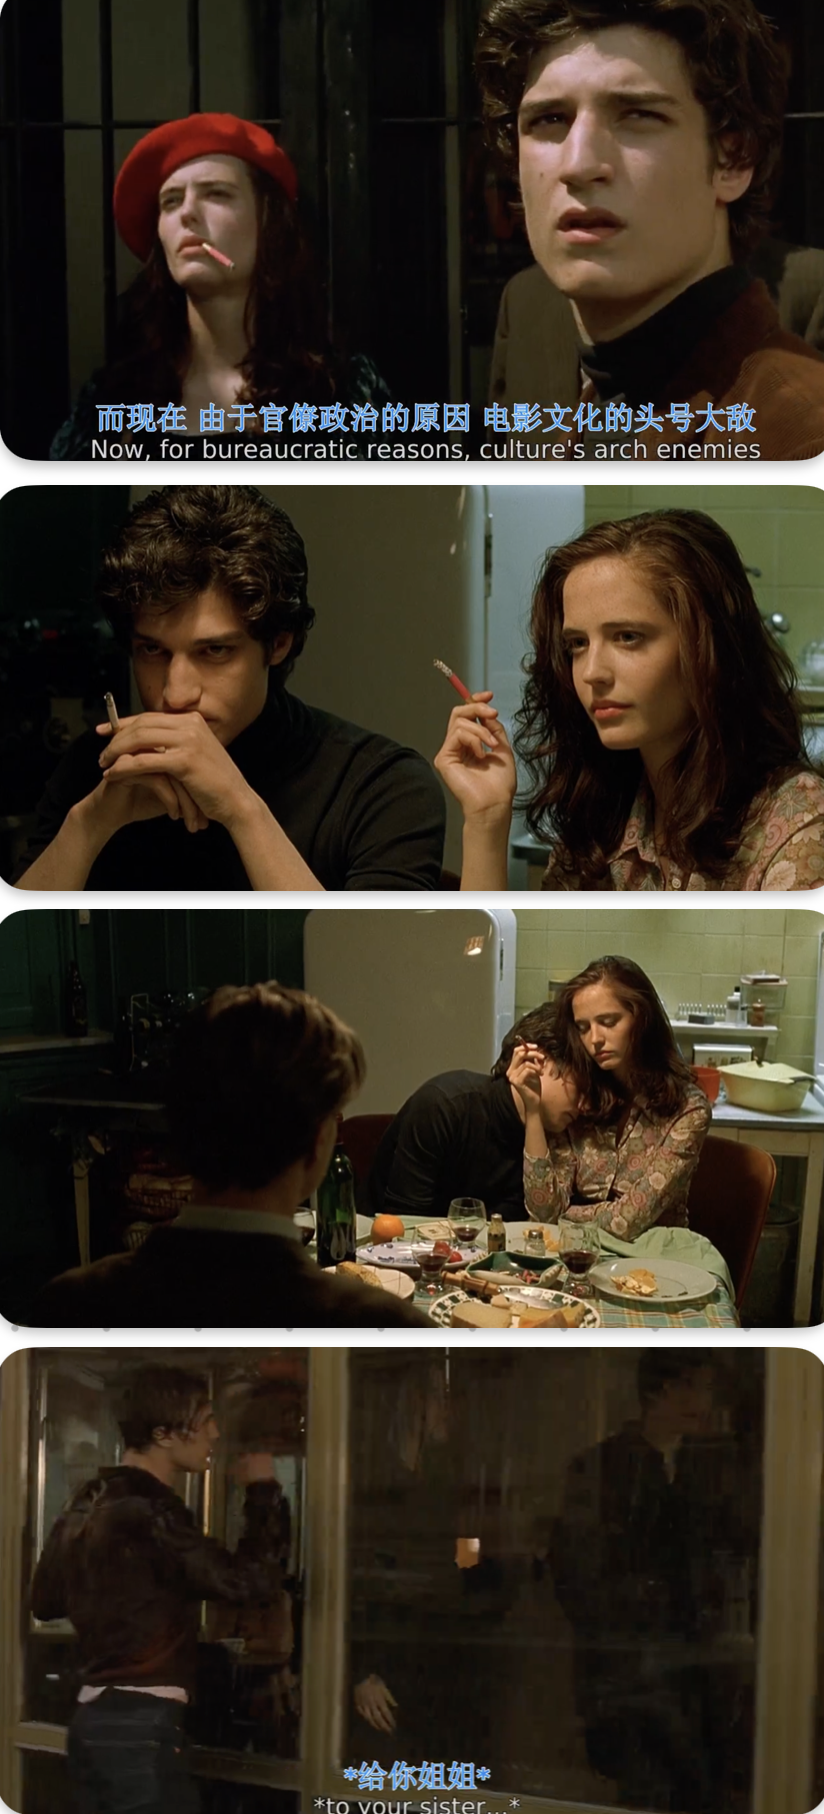 而现在 由于官僚政治的原因 电影文化的头号大敌
Now, for bureaucratic reasons, culture's arch enemies
*给你姐姐*
*to your sister...*